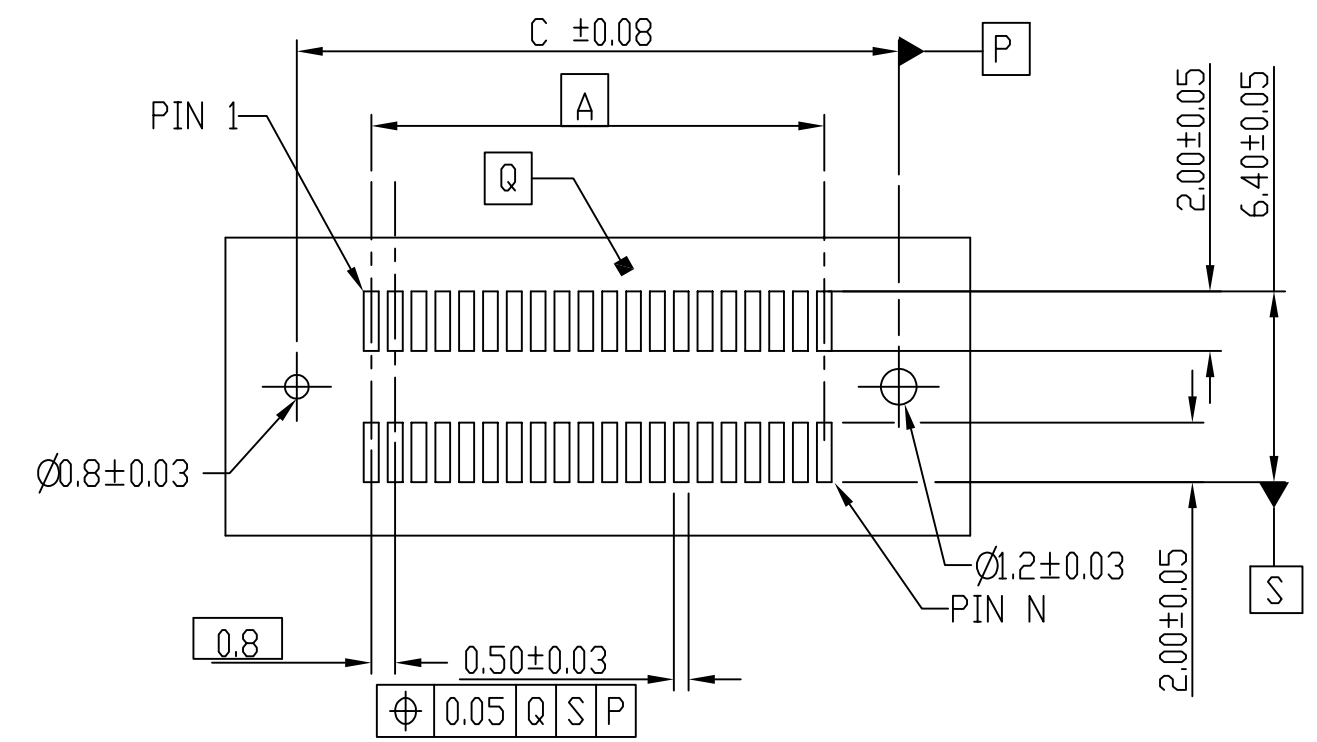 C ±0.08
P
A
PIN 1
Q
2.00±0.05
6.40±0.05
Ø0.8±0.03
Ø1.2±0.03
PIN N
2.00±0.05
S
0.8
0.50±0.03
⌖ 0.05 Q S P